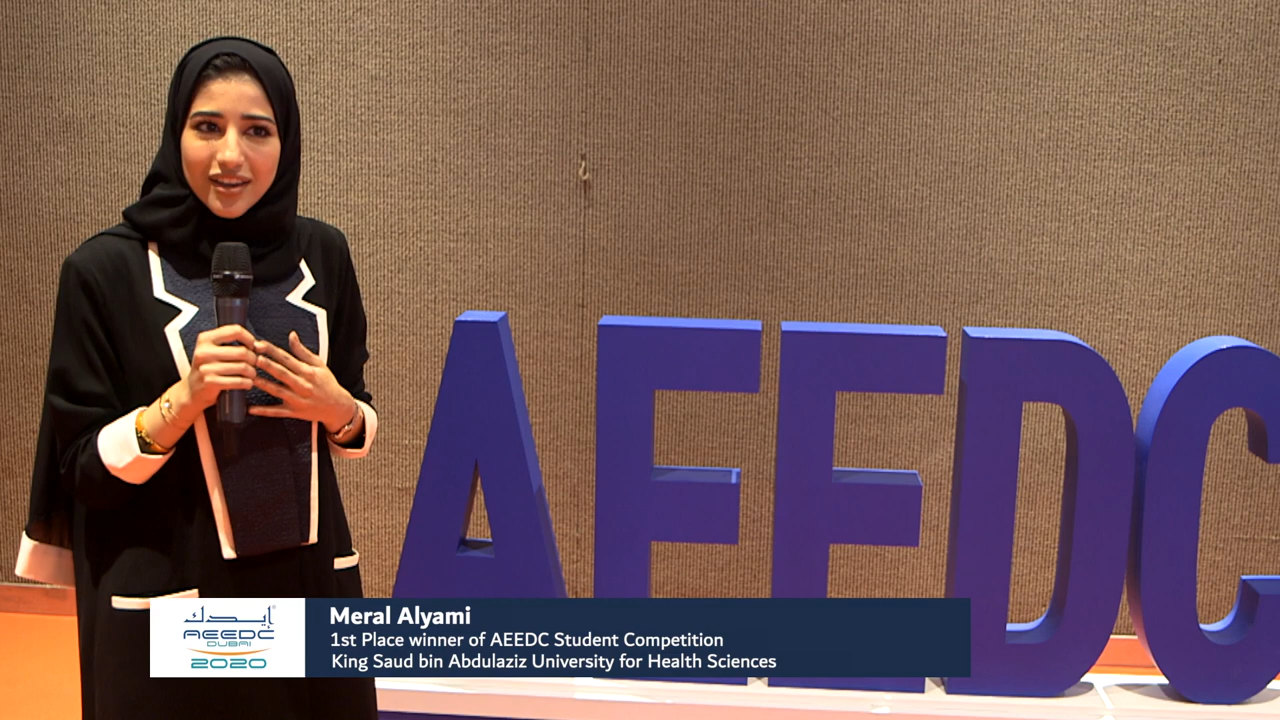 AEEDC
إيدك
AEEDC
DUBAI
2020
Meral Alyami
1st Place winner of AEEDC Student Competition
King Saud bin Abdulaziz University for Health Sciences